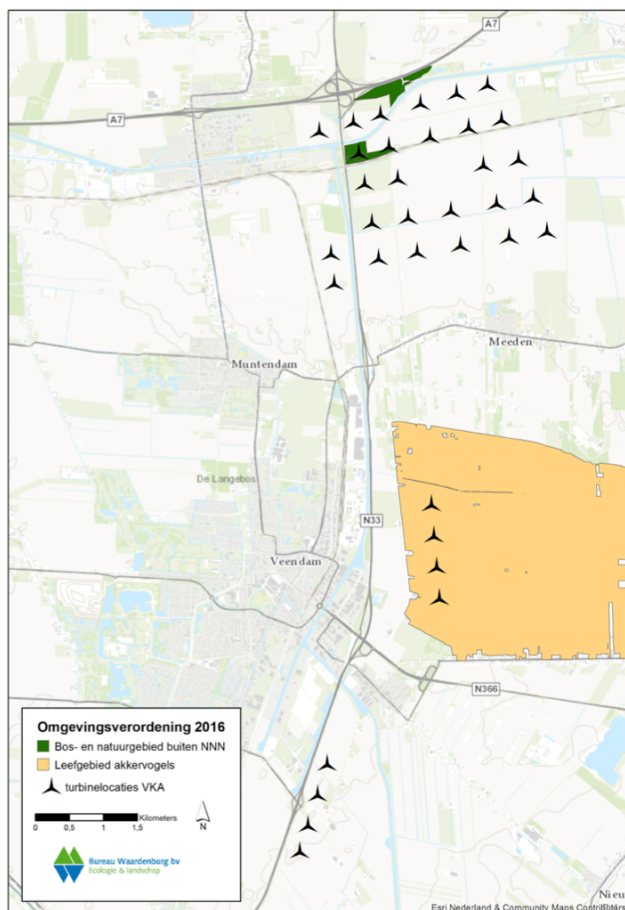 A7
A7
Meeden
Muntendam
De Langebos
N33
Veendam
N366
Omgevingsverordening 2016
Bos- en natuurgebied buiten NNN
Leefgebied akkervogels
turbinelocaties VKA
Kilometers
0 0,5 1 1,5
N
Bureau Waardenburg bv
Ecologie & landschap
Nieu
Esri Nederland & Community Maps Contributors